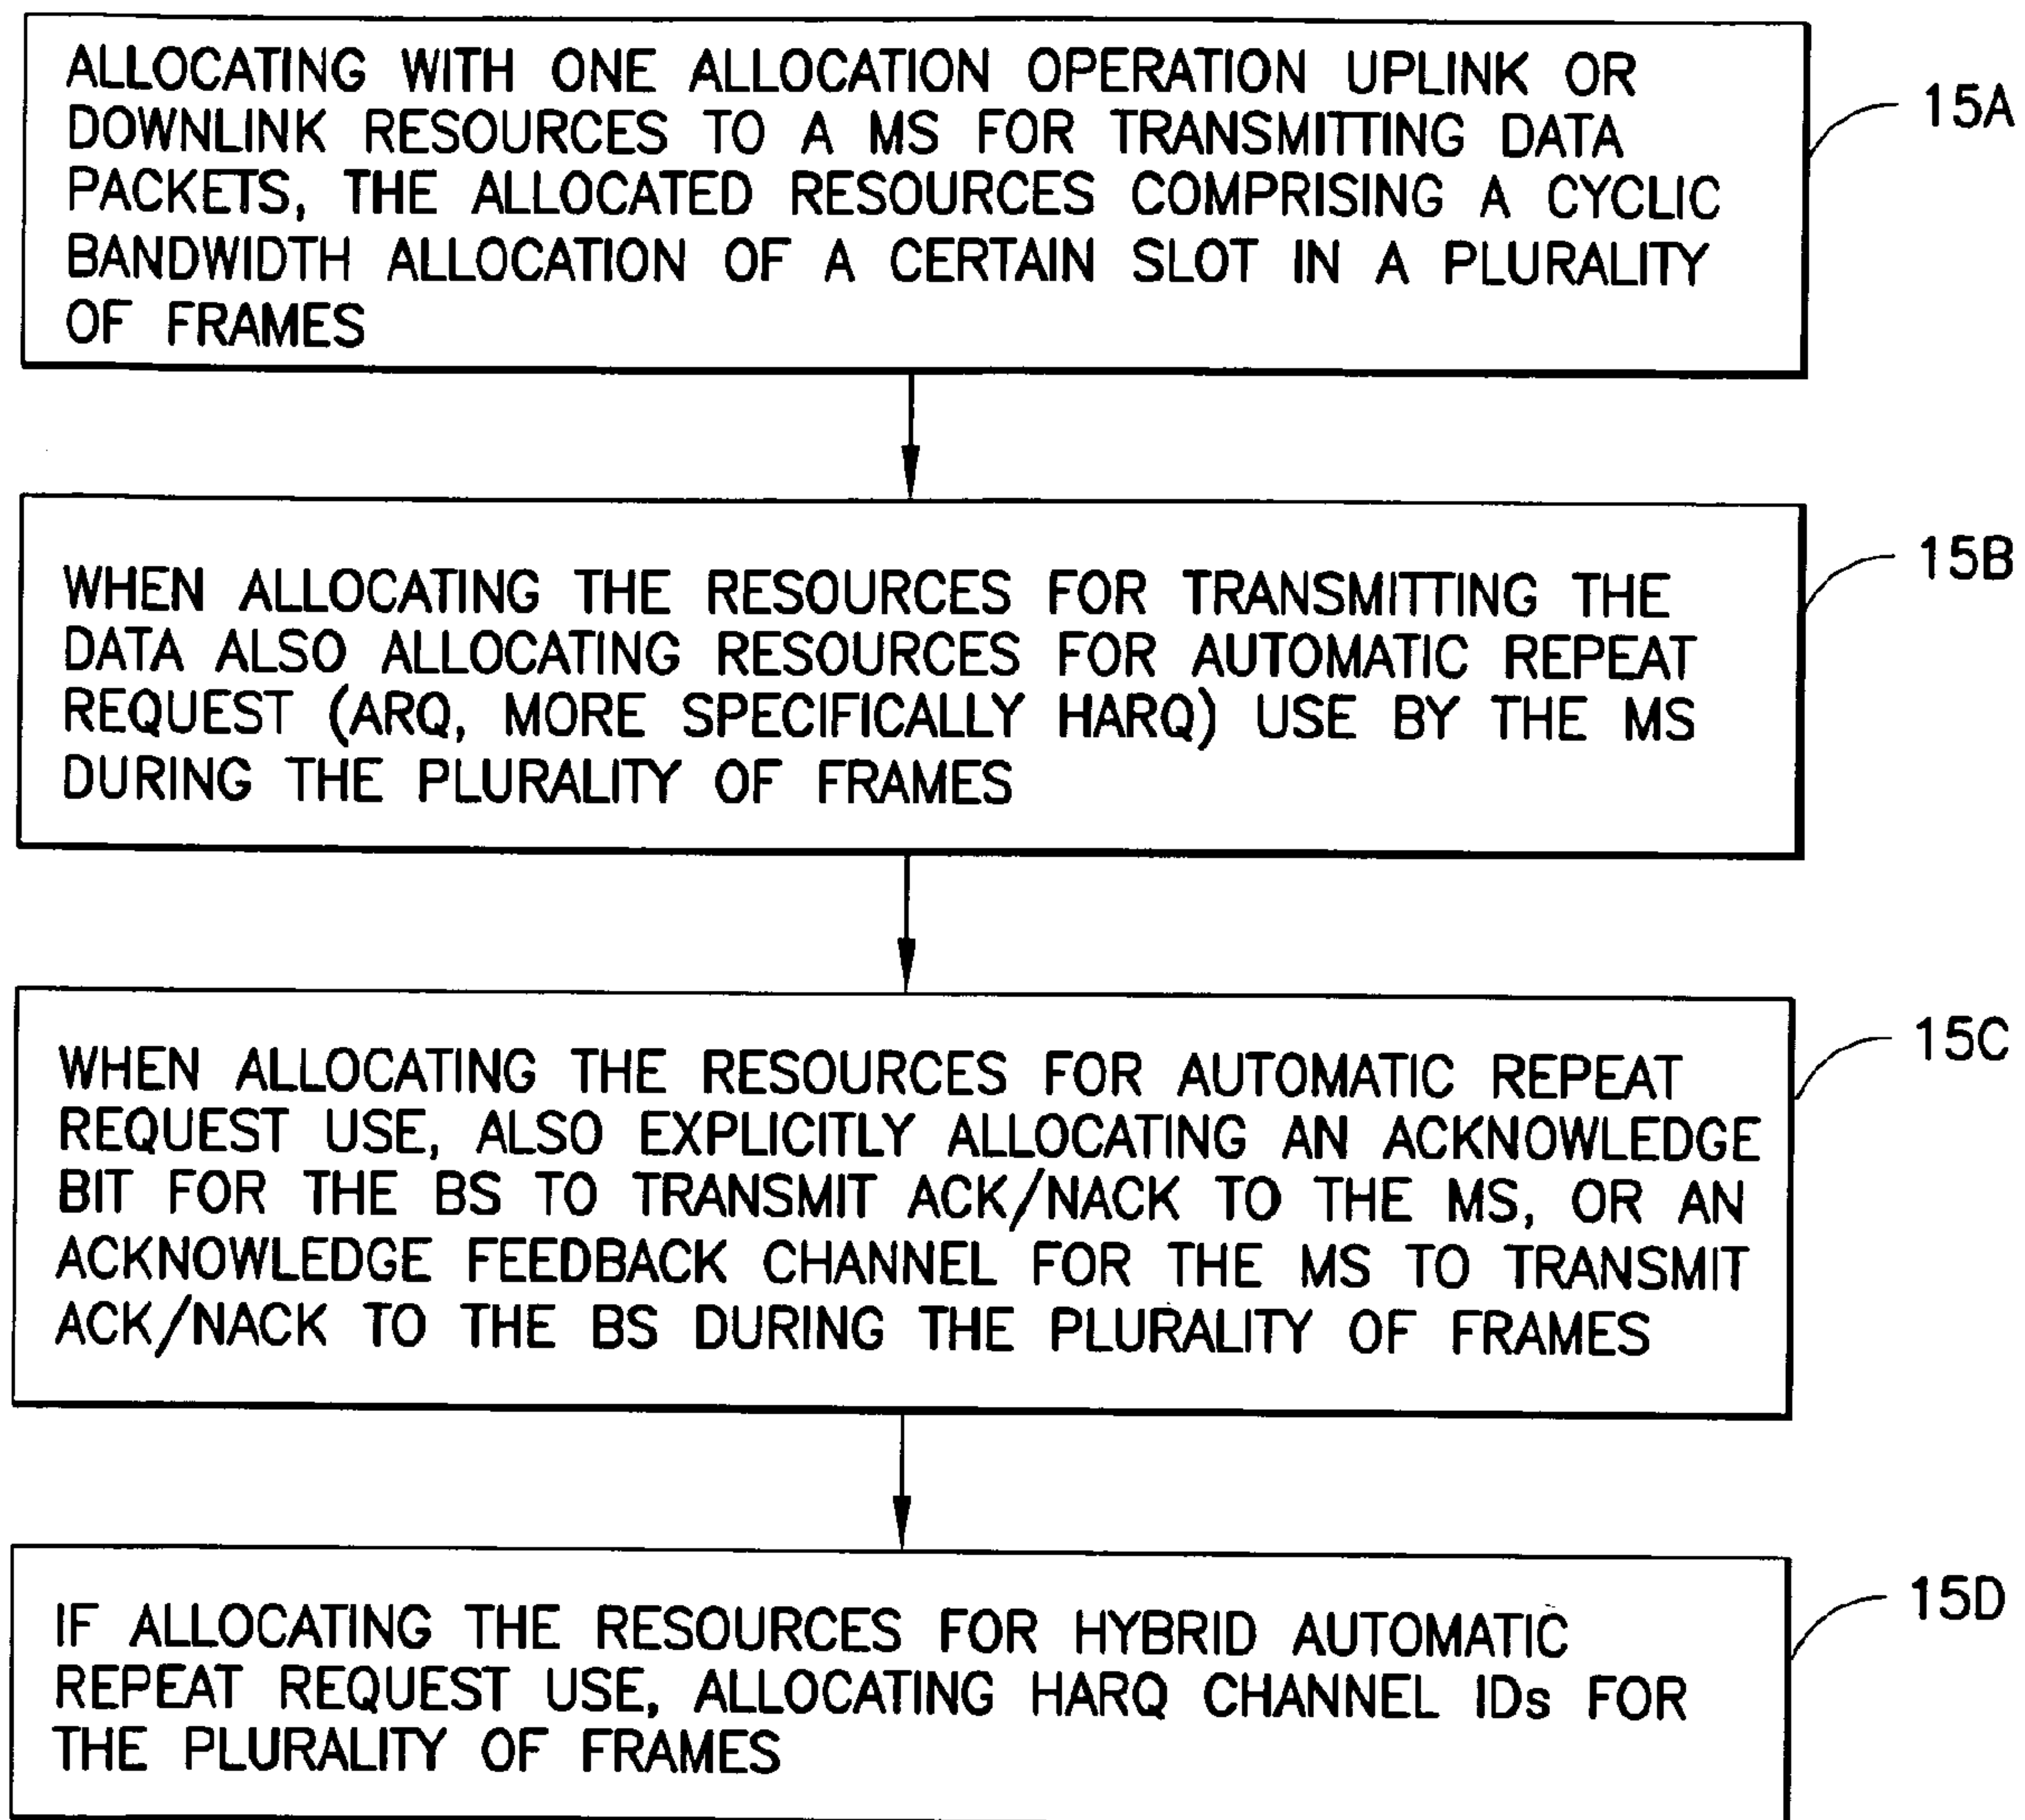 ALLOCATING WITH ONE ALLOCATION OPERATION UPLINK OR
DOWNLINK RESOURCES TO A MS FOR TRANSMITTING DATA
PACKETS, THE ALLOCATED RESOURCES COMPRISING A CYCLIC
BANDWIDTH ALLOCATION OF A CERTAIN SLOT IN A PLURALITY
OF FRAMES
15A
WHEN ALLOCATING THE RESOURCES FOR TRANSMITTING THE
DATA ALSO ALLOCATING RESOURCES FOR AUTOMATIC REPEAT
REQUEST (ARQ, MORE SPECIFICALLY HARQ) USE BY THE MS
DURING THE PLURALITY OF FRAMES
15B
WHEN ALLOCATING THE RESOURCES FOR AUTOMATIC REPEAT
REQUEST USE, ALSO EXPLICITLY ALLOCATING AN ACKNOWLEDGE
BIT FOR THE BS TO TRANSMIT ACK/NACK TO THE MS, OR AN
ACKNOWLEDGE FEEDBACK CHANNEL FOR THE MS TO TRANSMIT
ACK/NACK TO THE BS DURING THE PLURALITY OF FRAMES
15C
IF ALLOCATING THE RESOURCES FOR HYBRID AUTOMATIC
REPEAT REQUEST USE, ALLOCATING HARQ CHANNEL IDs FOR
THE PLURALITY OF FRAMES
15D